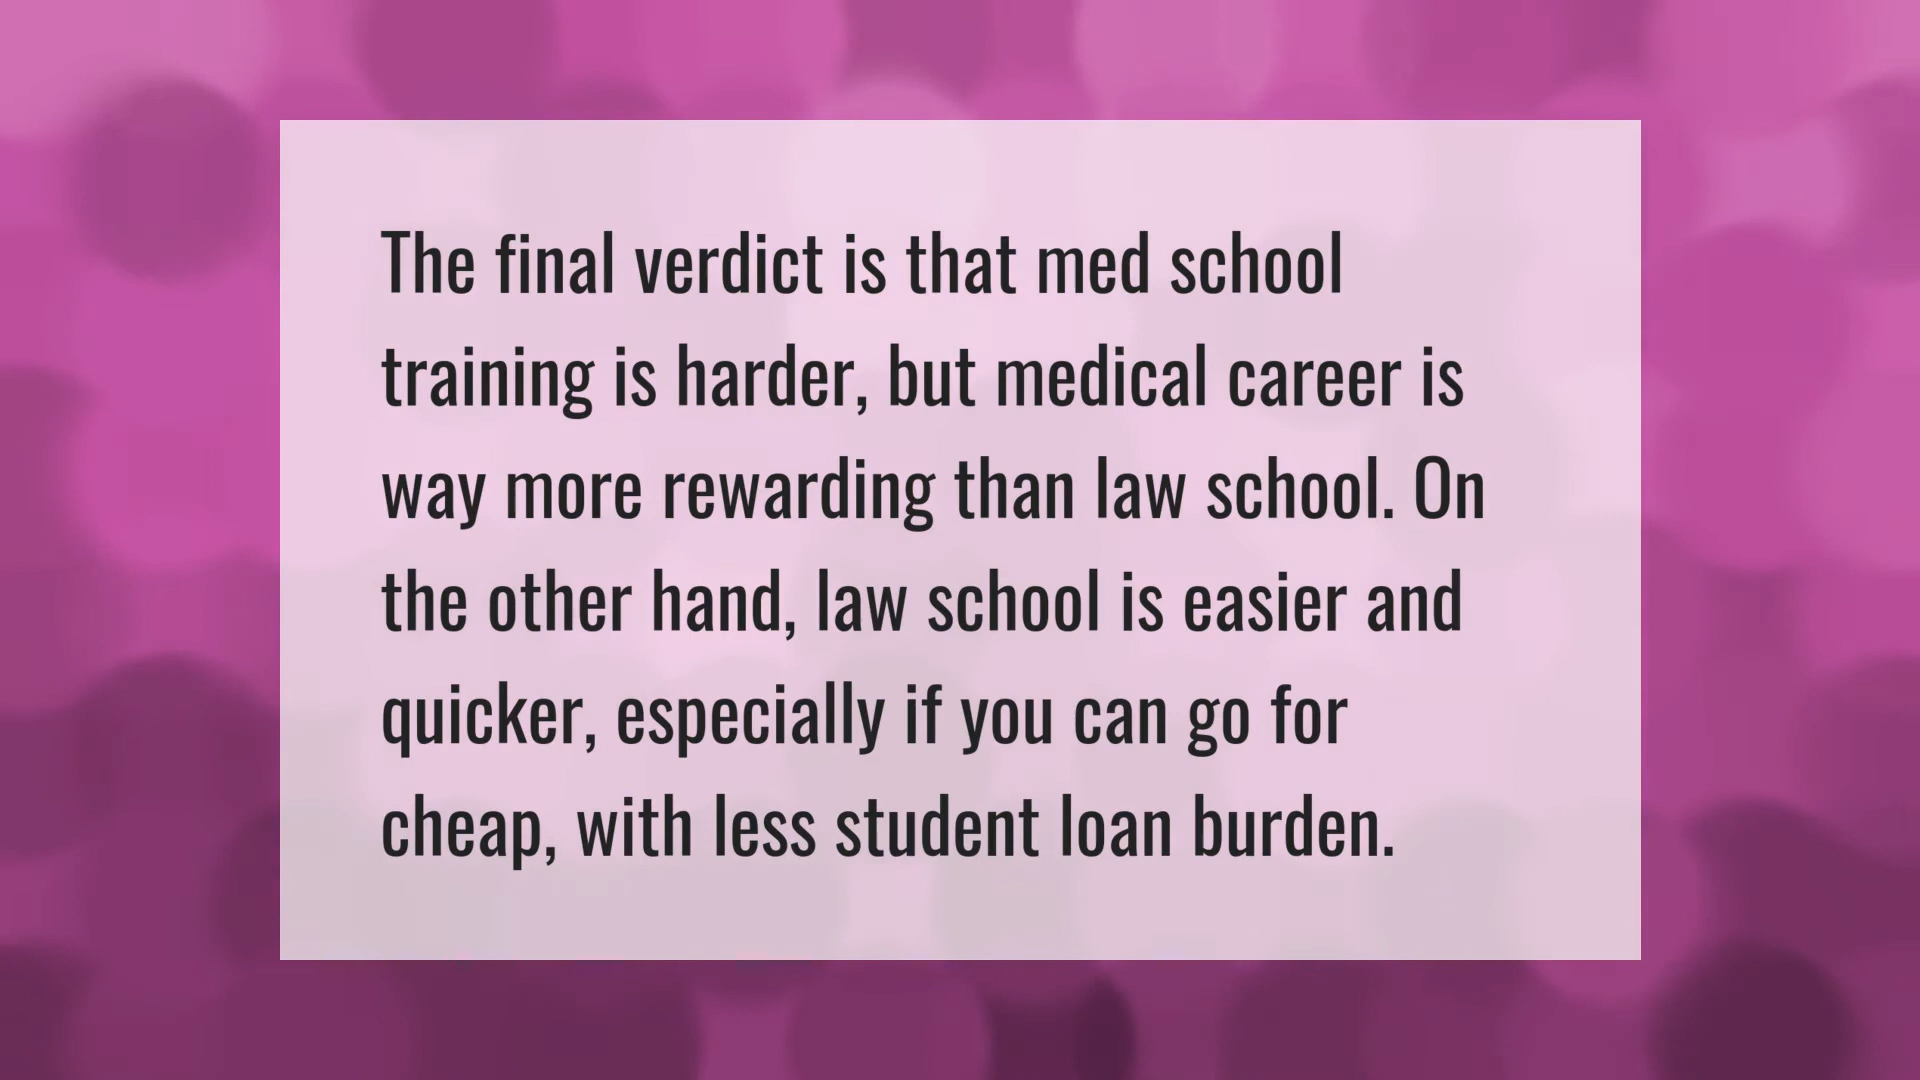 The final verdict is that med school
training is harder, but medical career is
way more rewarding than law school. On
the other hand, law school is easier and
quicker, especially if you can go for
cheap, with less student loan burden.